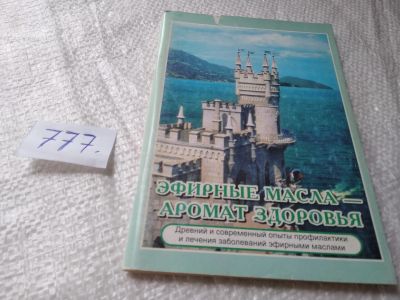 777.
ЭФИРНЫЕ МАСЛА —
АРОМАТ ЗДОРОВЬЯ
Древний и современный опыты профилактики
и лечения заболеваний эфирными маслами